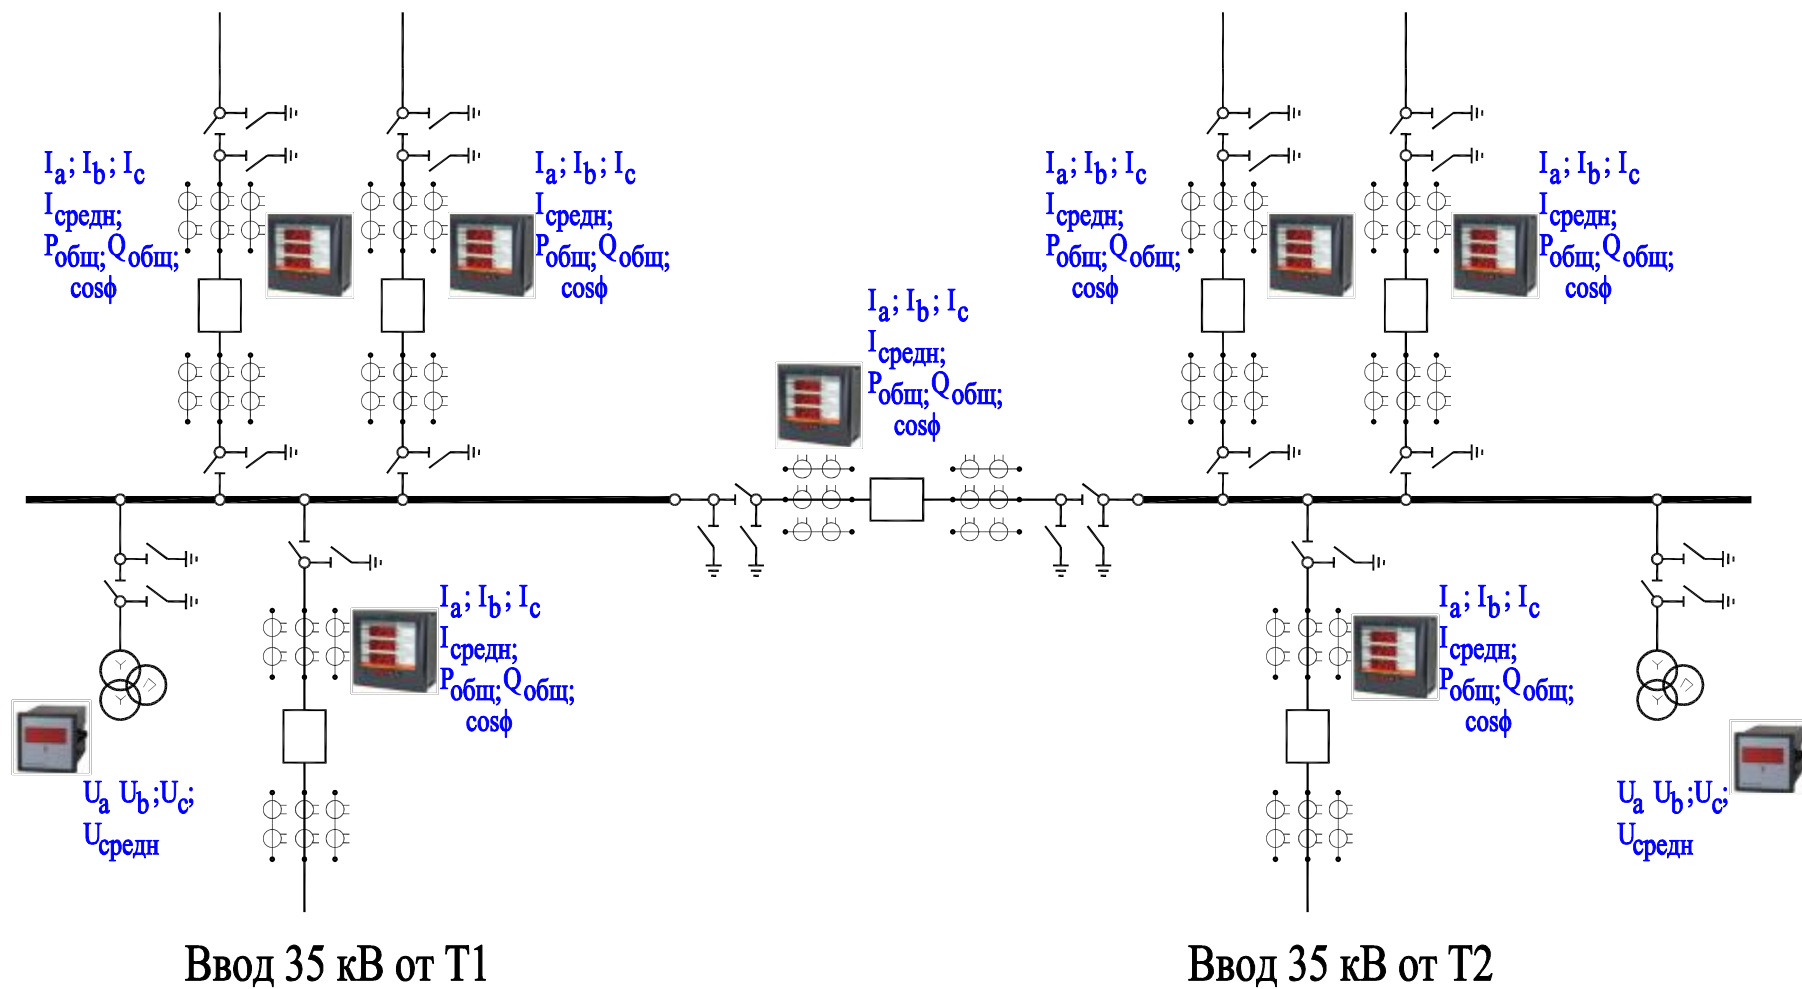 Ia; Ib; Ic
Iсредн;
Pобщ;Qобщ;
cosϕ
Ia; Ib; Ic
Iсредн;
Pобщ;Qобщ;
cosϕ
Ia; Ib; Ic
Iсредн;
Pобщ;Qобщ;
cosϕ
Ia; Ib; Ic
Iсредн;
Pобщ;Qобщ;
cosϕ
Ia; Ib; Ic
Iсредн;
Pобщ;Qобщ;
cosϕ
Ia; Ib; Ic
Iсредн;
Pобщ;Qобщ;
cosϕ
Ia; Ib; Ic
Iсредн;
Pобщ;Qобщ;
cosϕ
Ua Ub;Uc;
Uсредн
Ua Ub;Uc;
Uсредн
Ввод 35 кВ от Т1
Ввод 35 кВ от Т2